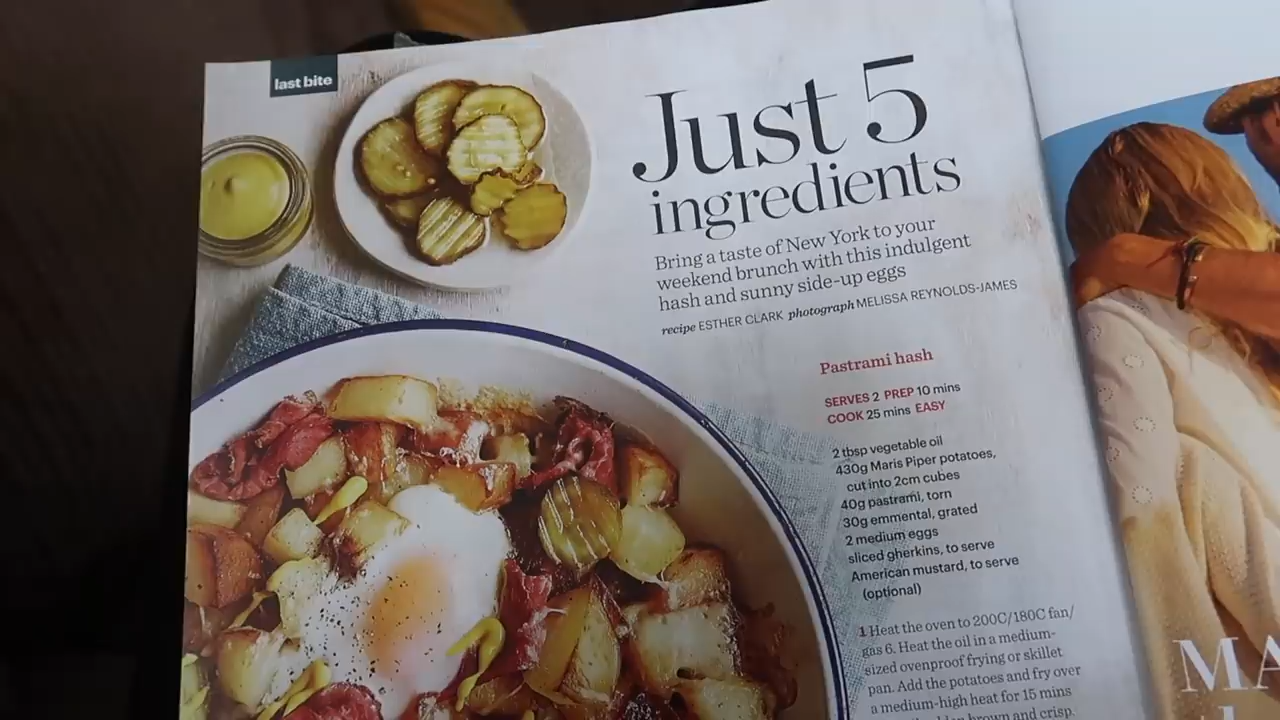 last bite
Just 5
ingredients
Bring a taste of New York to your
weekend brunch with this indulgent
hash and sunny side-up eggs
recipe ESTHER CLARK photograph MELISSA REYNOLDS-JAMES
Pastrami hash
SERVES 2 PREP 10 mins
COOK 25 mins EASY
2 tbsp vegetable oil
430g Maris Piper potatoes,
cut into 2cm cubes
40g pastrami, torn
30g emmental, grated
2 medium eggs
sliced gherkins, to serve
American mustard, to serve
(optional)
1 Heat the oven to 200C/180C fan/
gas 6. Heat the oil in a medium-
sized ovenproof frying or skillet
pan. Add the potatoes and fry over
a medium-high heat for 15 mins
brown and crisp.
MA